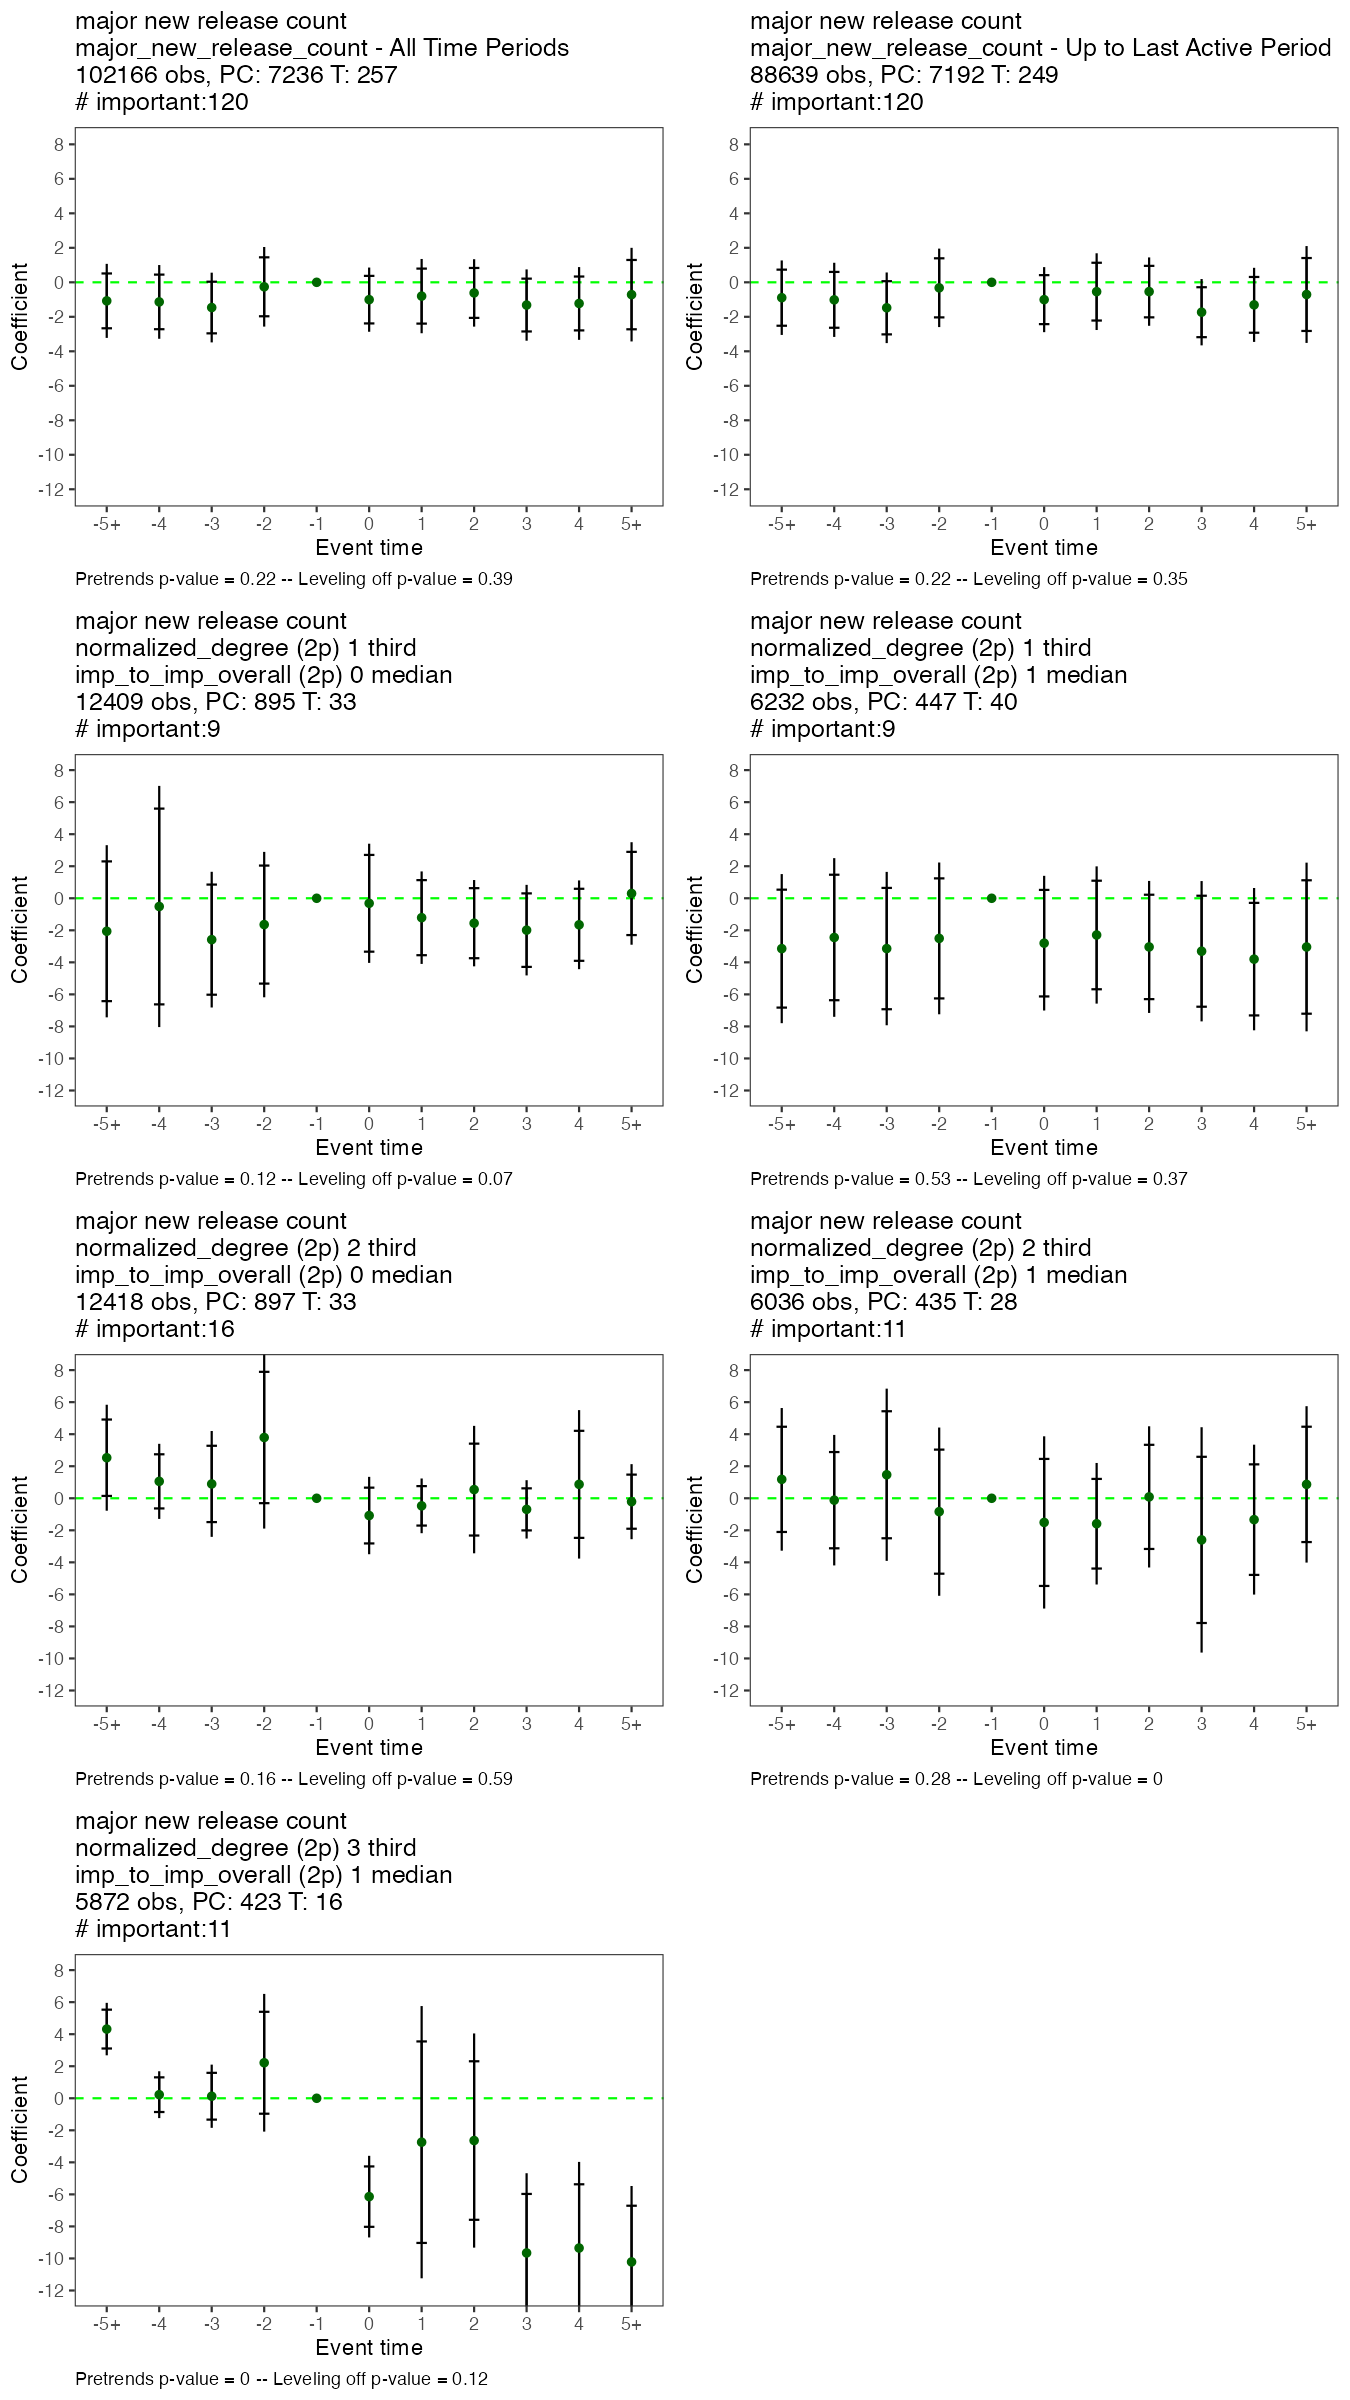 major new release count
major_new_release_count - All Time Periods
102166 obs, PC: 7236 T: 257
# important:120
8
6
4
2
0
-2
-4
-6
-8
-10
-12
Coefficient
-5+ -4 -3 -2 -1 0 1 2 3 4 5+
Event time
Pretrends p-value = 0.22 -- Leveling off p-value = 0.39
major new release count
major_new_release_count - Up to Last Active Period
88639 obs, PC: 7192 T: 249
# important:120
8
6
4
2
0
-2
-4
-6
-8
-10
-12
Coefficient
-5+ -4 -3 -2 -1 0 1 2 3 4 5+
Event time
Pretrends p-value = 0.22 -- Leveling off p-value = 0.35
major new release count
normalized_degree (2p) 1 third
imp_to_imp_overall (2p) 0 median
12409 obs, PC: 895 T: 33
# important:9
8
6
4
2
0
-2
-4
-6
-8
-10
-12
Coefficient
-5+ -4 -3 -2 -1 0 1 2 3 4 5+
Event time
Pretrends p-value = 0.12 -- Leveling off p-value = 0.07
major new release count
normalized_degree (2p) 1 third
imp_to_imp_overall (2p) 1 median
6232 obs, PC: 447 T: 40
# important:9
8
6
4
2
0
-2
-4
-6
-8
-10
-12
Coefficient
-5+ -4 -3 -2 -1 0 1 2 3 4 5+
Event time
Pretrends p-value = 0.53 -- Leveling off p-value = 0.37
major new release count
normalized_degree (2p) 2 third
imp_to_imp_overall (2p) 0 median
12418 obs, PC: 897 T: 33
# important:16
8
6
4
2
0
-2
-4
-6
-8
-10
-12
Coefficient
-5+ -4 -3 -2 -1 0 1 2 3 4 5+
Event time
Pretrends p-value = 0.16 -- Leveling off p-value = 0.59
major new release count
normalized_degree (2p) 2 third
imp_to_imp_overall (2p) 1 median
6036 obs, PC: 435 T: 28
# important:11
8
6
4
2
0
-2
-4
-6
-8
-10
-12
Coefficient
-5+ -4 -3 -2 -1 0 1 2 3 4 5+
Event time
Pretrends p-value = 0.28 -- Leveling off p-value = 0
major new release count
normalized_degree (2p) 3 third
imp_to_imp_overall (2p) 1 median
5872 obs, PC: 423 T: 16
# important:11
8
6
4
2
0
-2
-4
-6
-8
-10
-12
Coefficient
-5+ -4 -3 -2 -1 0 1 2 3 4 5+
Event time
Pretrends p-value = 0 -- Leveling off p-value = 0.12